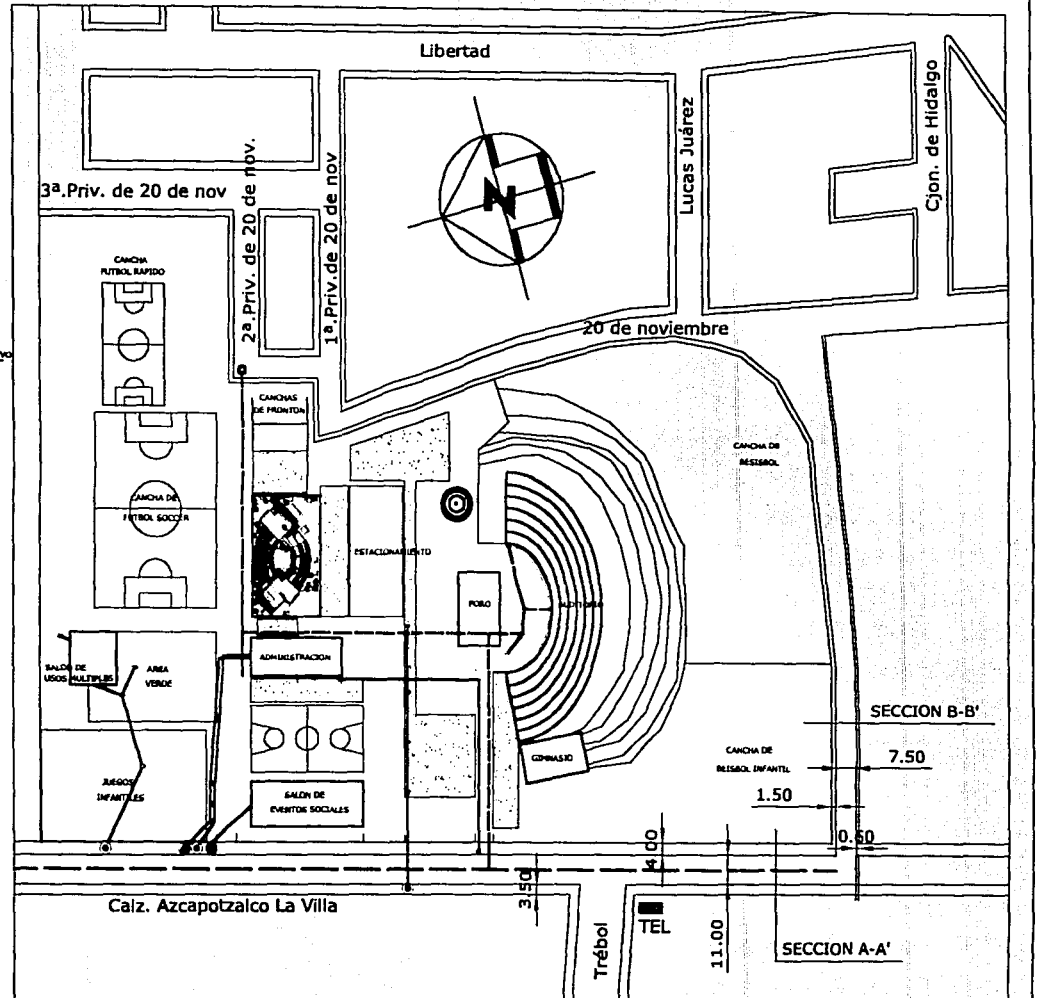 Libertad
Lucas Juárez
Cjon. de Hidalgo
3ª.Priv. de 20 de nov
2ª.Priv. de 20 de nov.
1ª.Priv.de 20 de nov
N
20 de noviembre
CANCHA
FUTBOL RAPIDO
CANCHAS
DE FRONTON
CANCHA DE
BEISBOL
CANCHA DE
FUTBOL SOCCER
ESTACIONAMIENTO
FORO
AUDITORIO
ADMINISTRACION
SALON DE
USOS MULTIPLES
AREA
VERDE
JUEGOS
INFANTILES
SALON DE
EVENTOS SOCIALES
GIMNASIO
CANCHA DE
BEISBOL INFANTIL
SECCION B-B'
7.50
1.50
0.60
4.00
3.50
11.00
Calz. Azcapotzalco La Villa
Trébol
TEL
SECCION A-A'